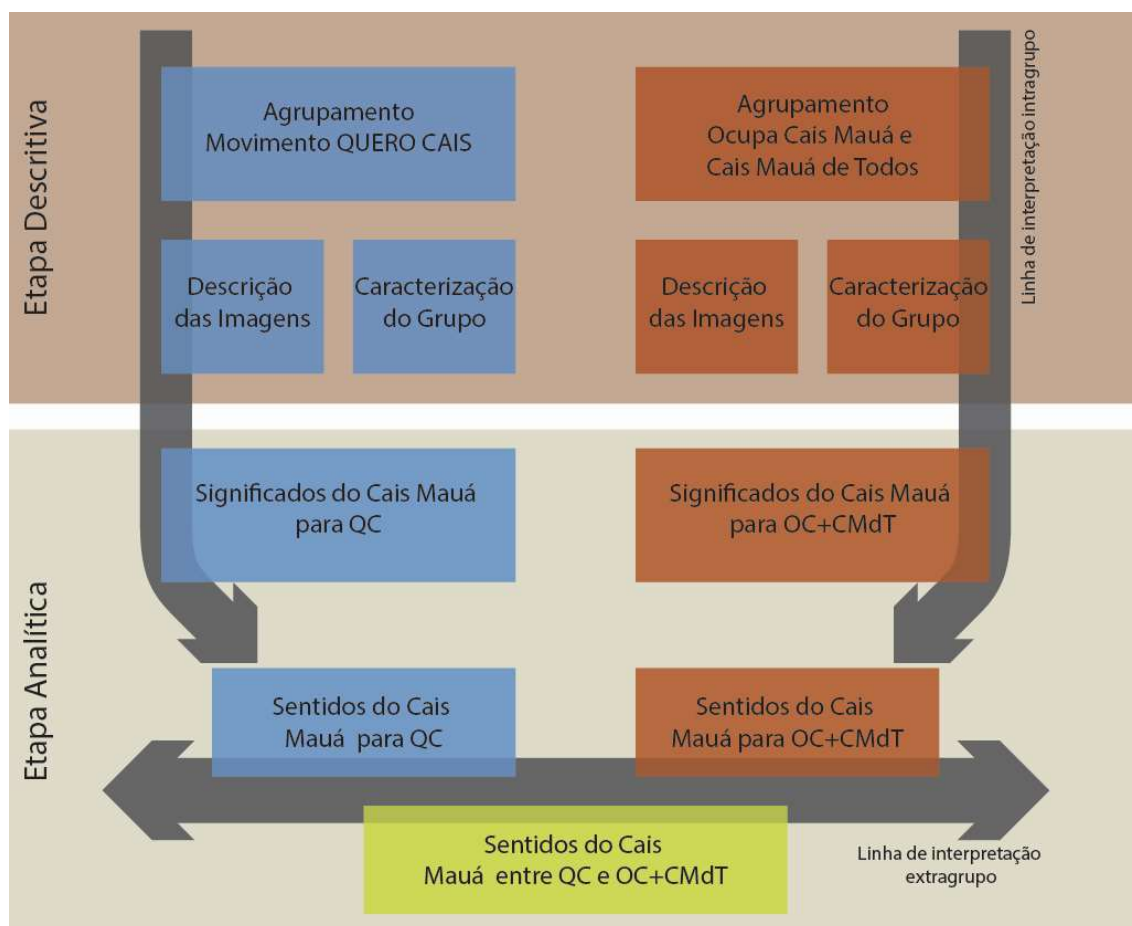 Etapa Descritiva
Agrupamento
Movimento QUERO CAIS
Agrupamento
Ocupa Cais Mauá e
Cais Mauá de Todos
Linha de interpretação intragrupo
Descrição
das Imagens
Caracterização
do Grupo
Descrição
das Imagens
Caracterização
do Grupo
Etapa Analítica
Significados do Cais Mauá
para QC
Significados do Cais Mauá
para OC+CMdT
Sentidos do Cais
Mauá para QC
Sentidos do Cais
Mauá para OC+CMdT
Sentidos do Cais
Mauá entre QC e OC+CMdT
Linha de interpretação
extragrupo